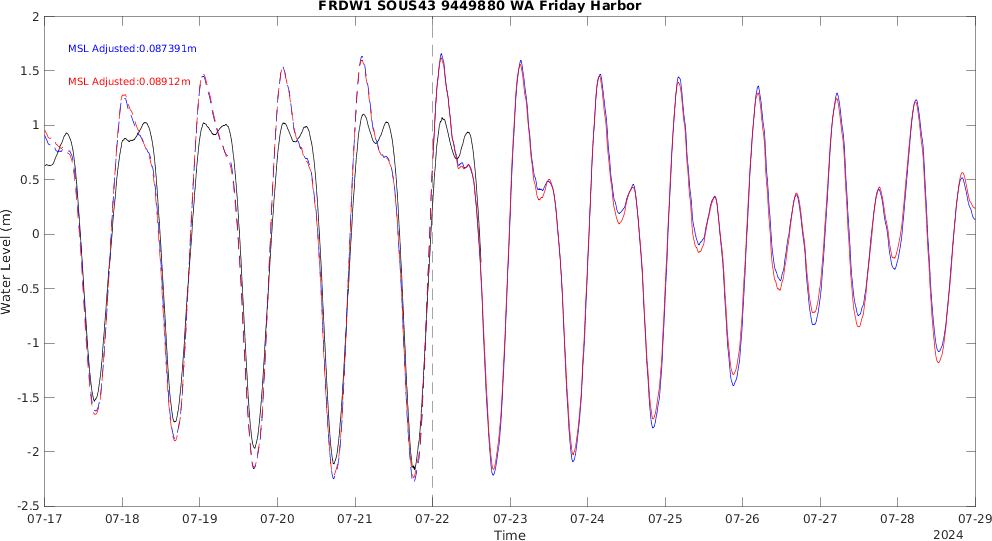 FRDW1 SOUS43 9449880 WA Friday Harbor
2
MSL Adjusted:0.087391m
1.5
MSL Adjusted:0.08912m
1
0.5
0
-0.5
-1
-1.5
-2
-2.5
Water Level (m)
07-17 07-18 07-19 07-20 07-21 07-22 07-23 07-24 07-25 07-26 07-27 07-28 07-29
Time
2024